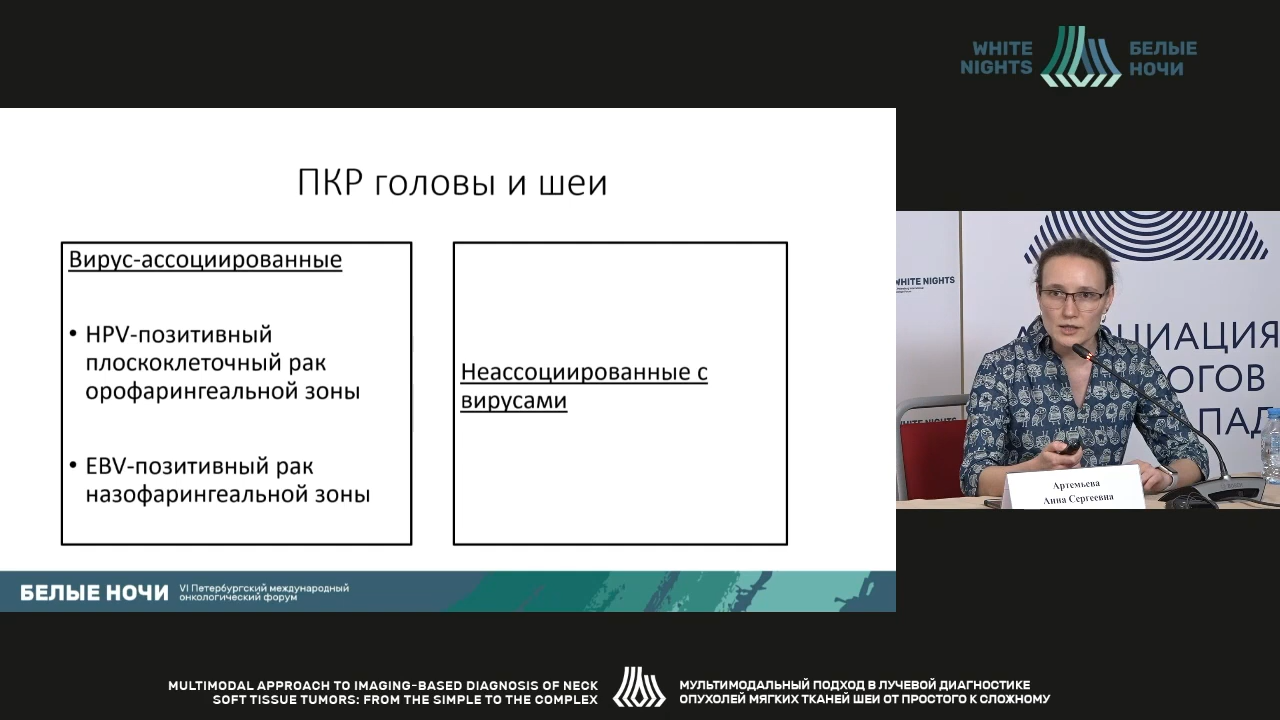 WHITE
NIGHTS
БЕЛЫЕ
НОЧИ
ПКР головы и шеи
Вирус-ассоциированные
• HPV-позитивный
плоскоклеточный рак
орофарингеальной зоны
• EBV-позитивный рак
назофарингеальной зоны
Неассоциированные с
вирусами
WHITE NIGHTS
ОГОВ
ПАД
Артемьева
Анна Сергеевна
БЕЛЫЕ НОЧИ
VI Петербургский международный
онкологический форум
MULTIMODAL APPROACH TO IMAGING-BASED DIAGNOSIS OF NECK
SOFT TISSUE TUMORS: FROM THE SIMPLE TO THE COMPLEX
МУЛЬТИМОДАЛЬНЫЙ ПОДХОД В ЛУЧЕВОЙ ДИАГНОСТИКЕ
ОПУХОЛЕЙ МЯГКИХ ТКАНЕЙ ШЕИ ОТ ПРОСТОГО К СЛОЖНОМУ